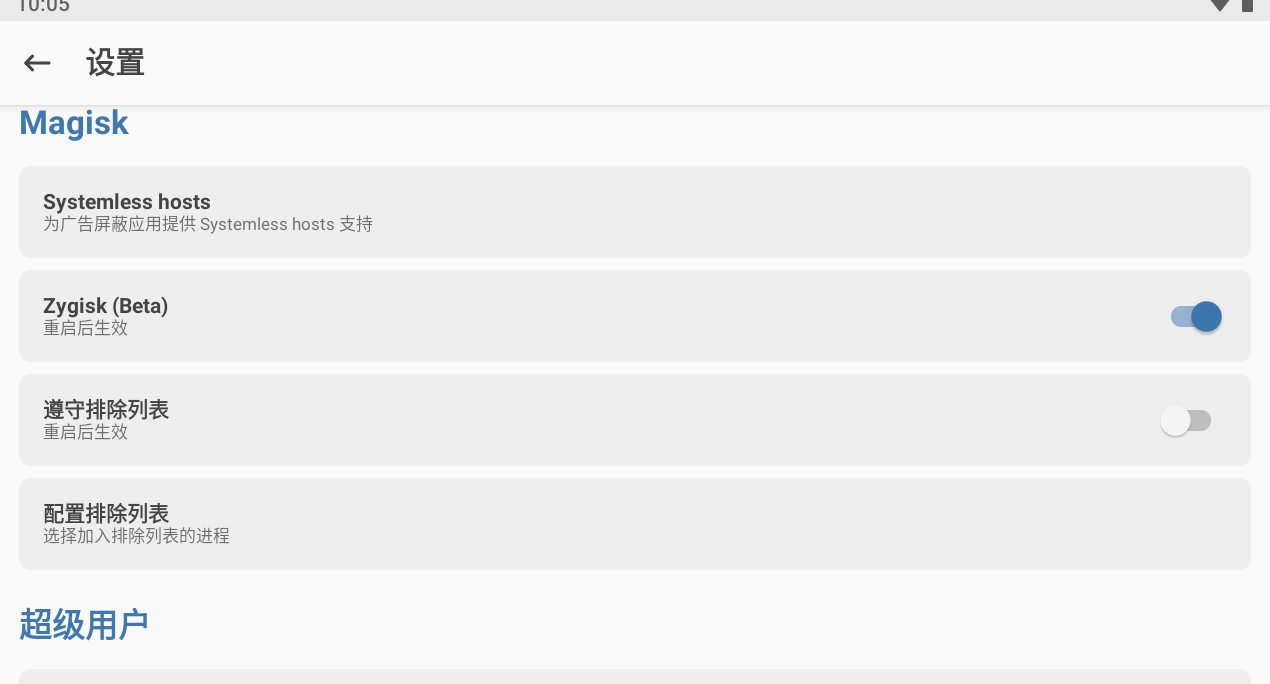 10:05
设置
Magisk
Systemless hosts
为广告屏蔽应用提供 Systemless hosts 支持
Zygisk (Beta)
重启后生效
遵守排除列表
重启后生效
配置排除列表
选择加入排除列表的进程
超级用户